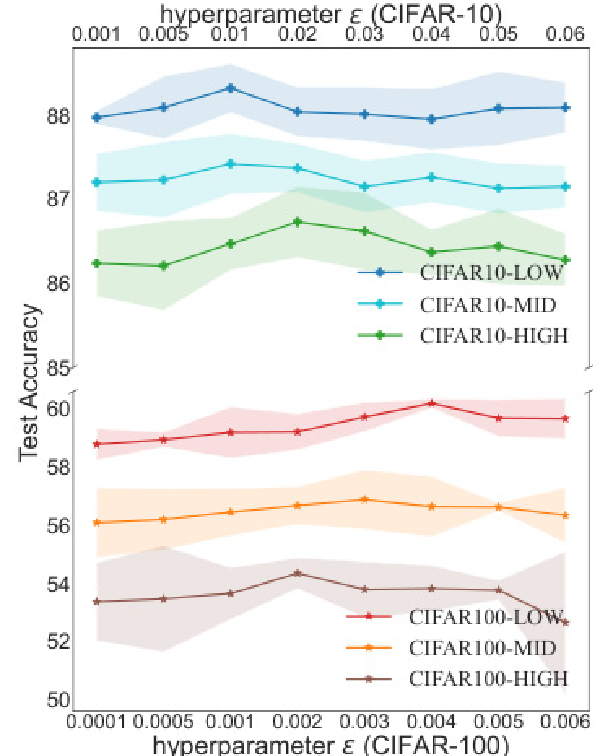 hyperparameter ε (CIFAR-10)
0.001 0.005 0.01 0.02 0.03 0.04 0.05 0.06
88
87
86
85
CIFAR10-LOW
CIFAR10-MID
CIFAR10-HIGH
Test Accuracy
60
58
56
54
52
50
CIFAR100-LOW
CIFAR100-MID
CIFAR100-HIGH
0.0001 0.0005 0.001 0.002 0.003 0.004 0.005 0.006
hyperparameter ε (CIFAR-100)